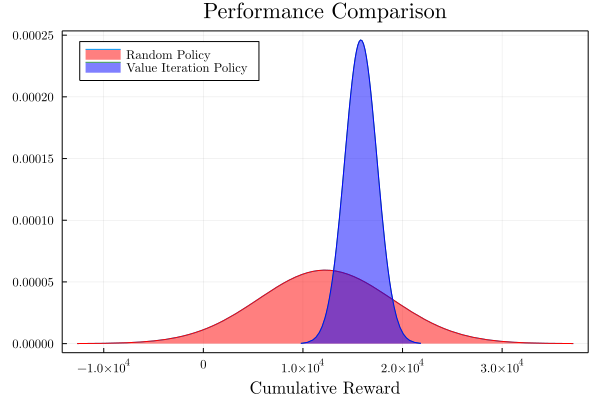 Performance Comparison
0.00025
Random Policy
Value Iteration Policy
0.00020
0.00015
0.00010
0.00005
0.00000
−1.0×10⁴ 0 1.0×10⁴ 2.0×10⁴ 3.0×10⁴
Cumulative Reward